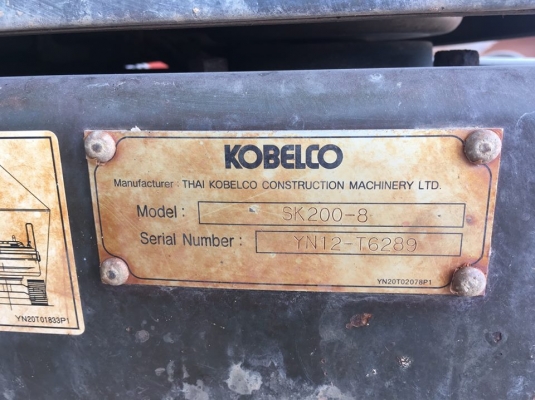 KOBELCO
Manufacturer : THAI KOBELCO CONSTRUCTION MACHINERY LTD.
Model : SK200-8
Serial Number : YN12-T6289
YN20T02078P1
YN20T01833P1